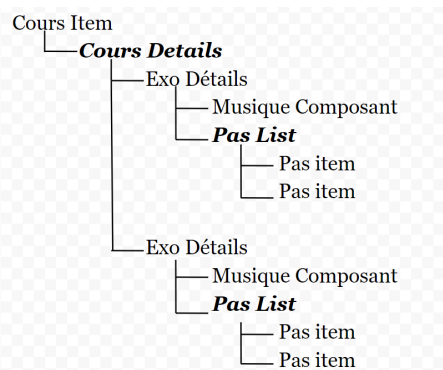 Cours Item
Cours Details
Exo Détails
Musique Composant
Pas List
Pas item
Pas item
Exo Détails
Musique Composant
Pas List
Pas item
Pas item